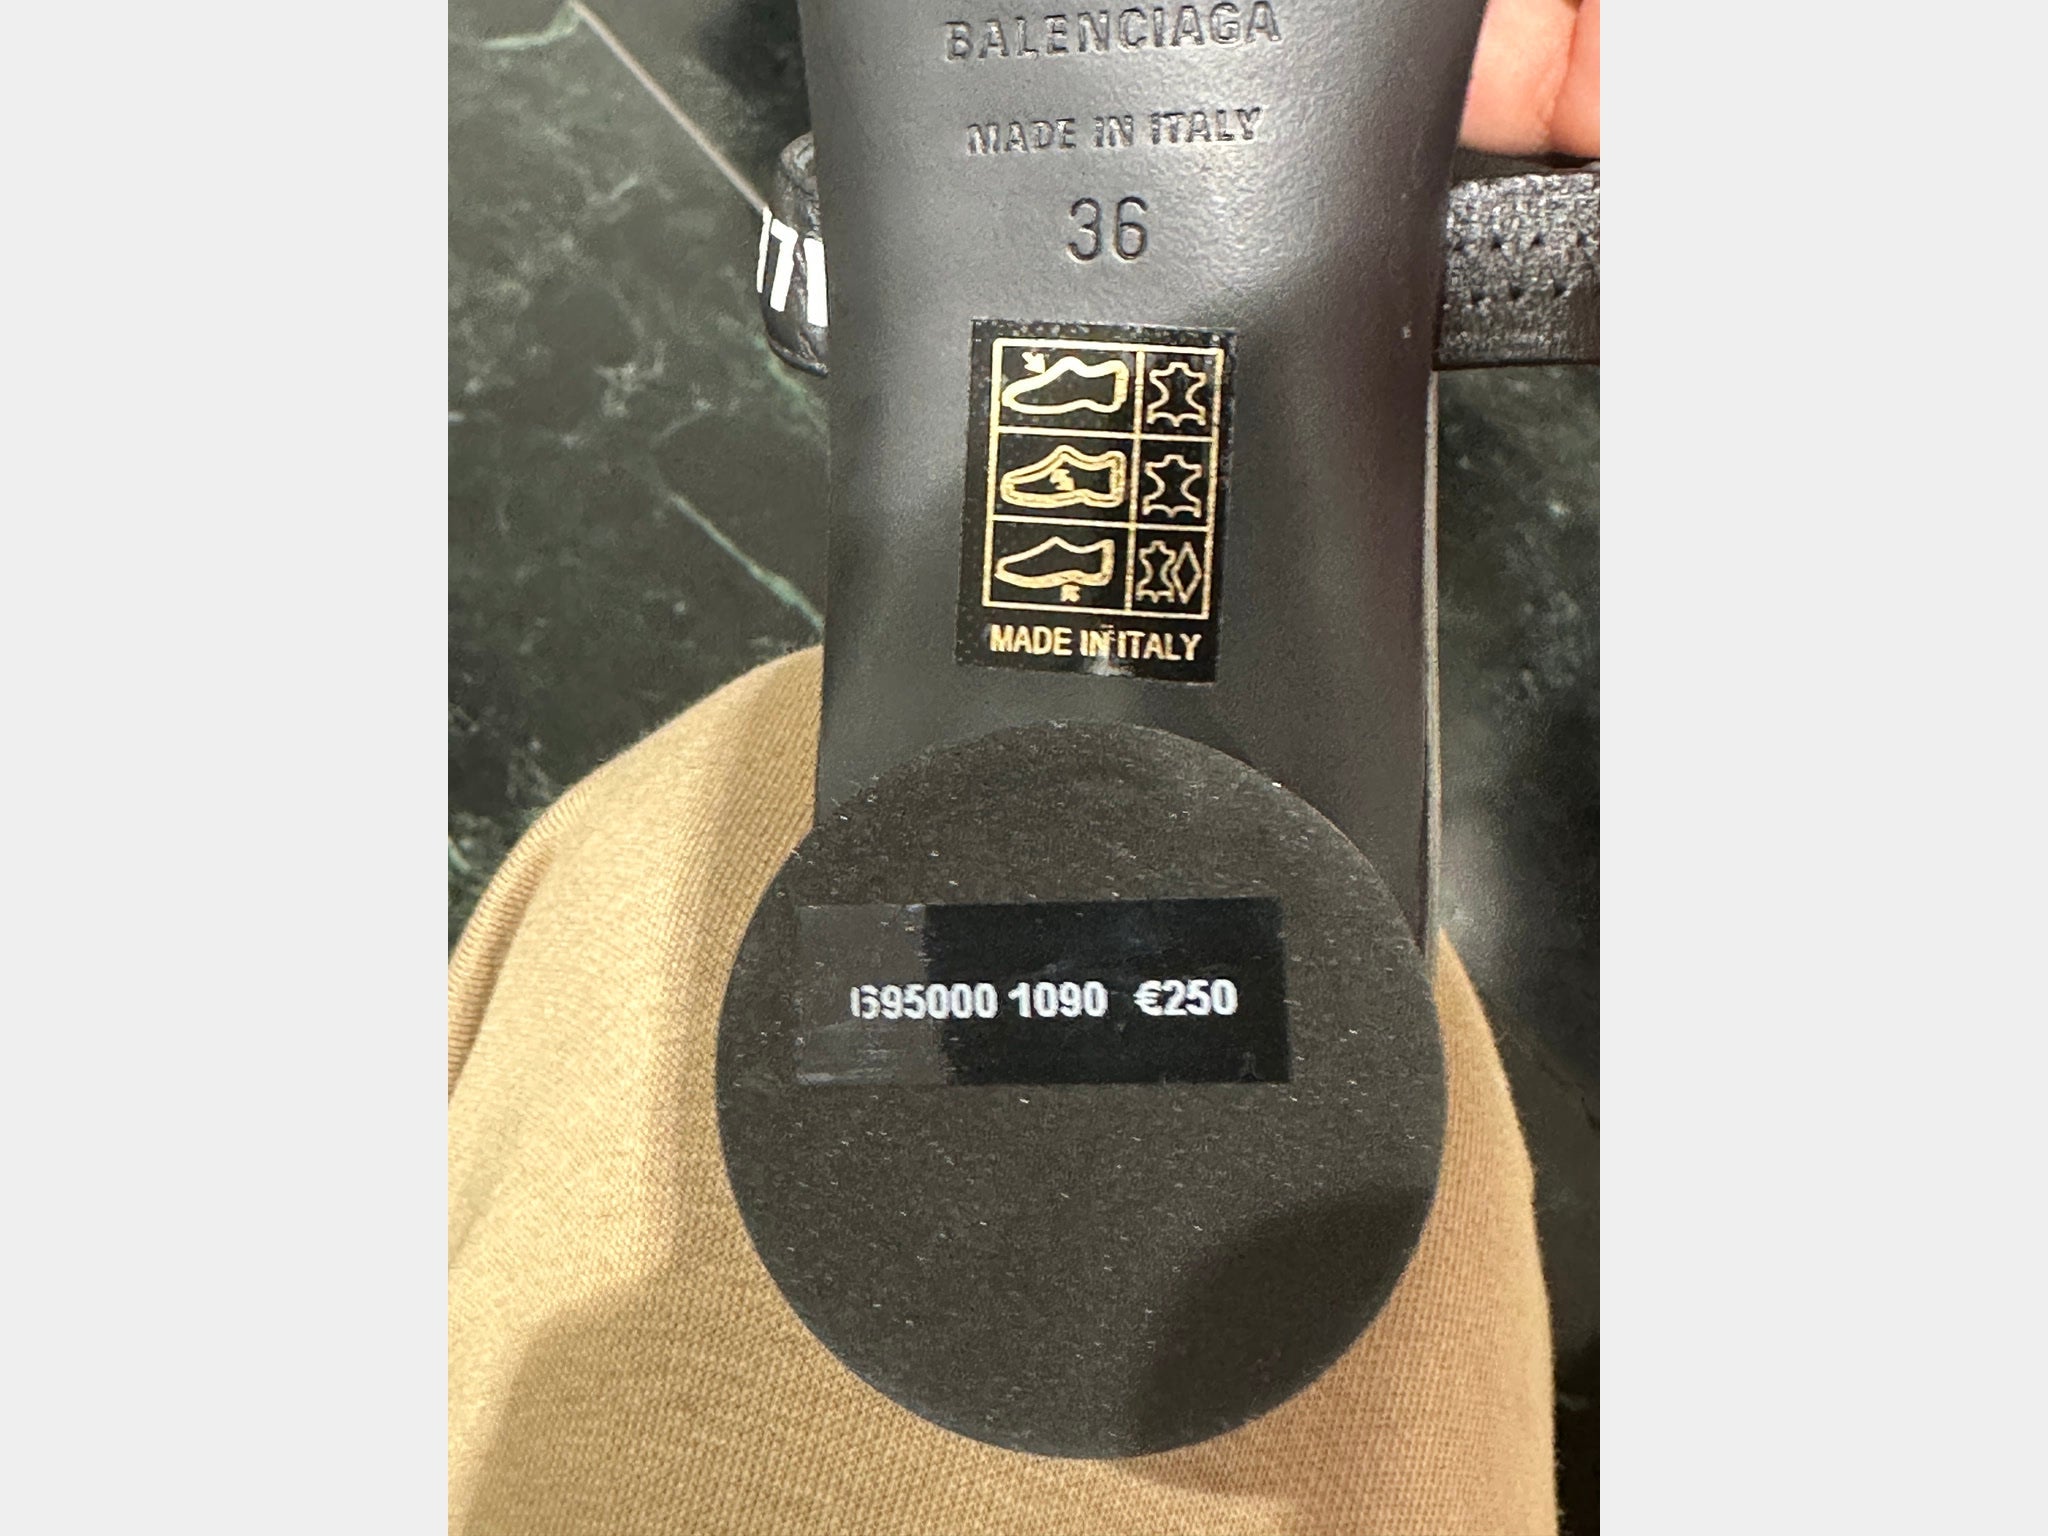 BALENCIAGA
MADE IN ITALY
36
MADE IN ITALY
695000 1090 €250